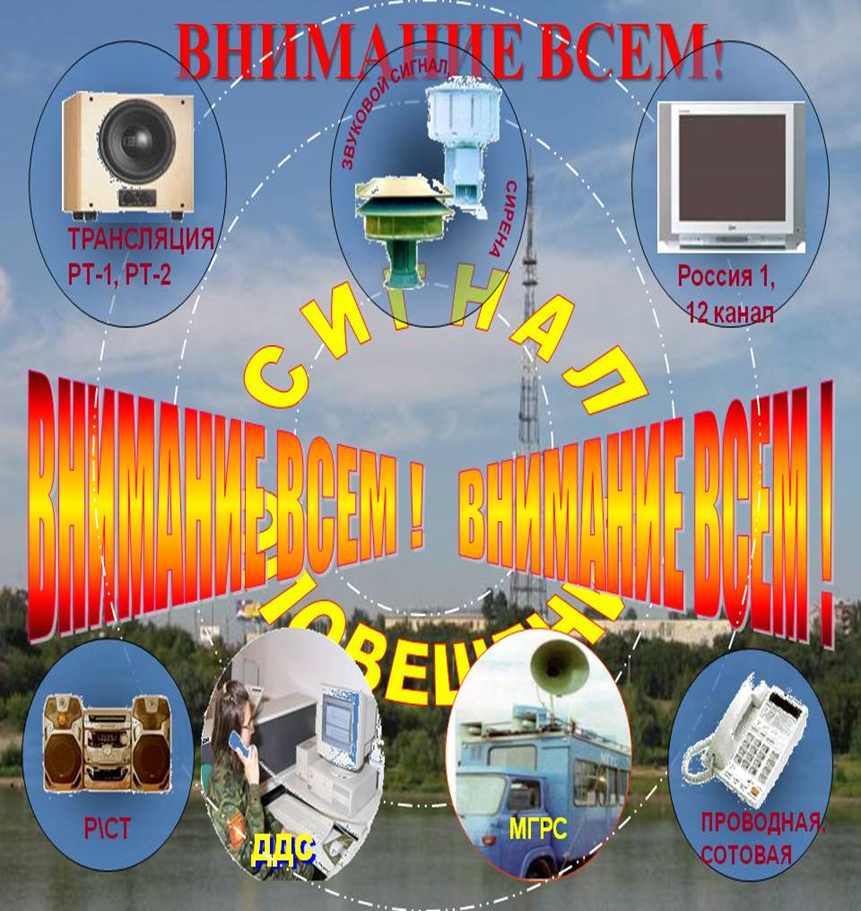 ВНИМАНИЕ ВСЕМ!
ЗВУКОВОЙ СИГНАЛ
СИРЕНА
ТРАНСЛЯЦИЯ
РТ-1, РТ-2
Россия 1,
12 канал
СИГНАЛ
ВНИМАНИЕ ВСЕМ !
ВНИМАНИЕ ВСЕМ !
Р\СТ
ДДС
МГРС
ПРОВОДНАЯ,
СОТОВАЯ